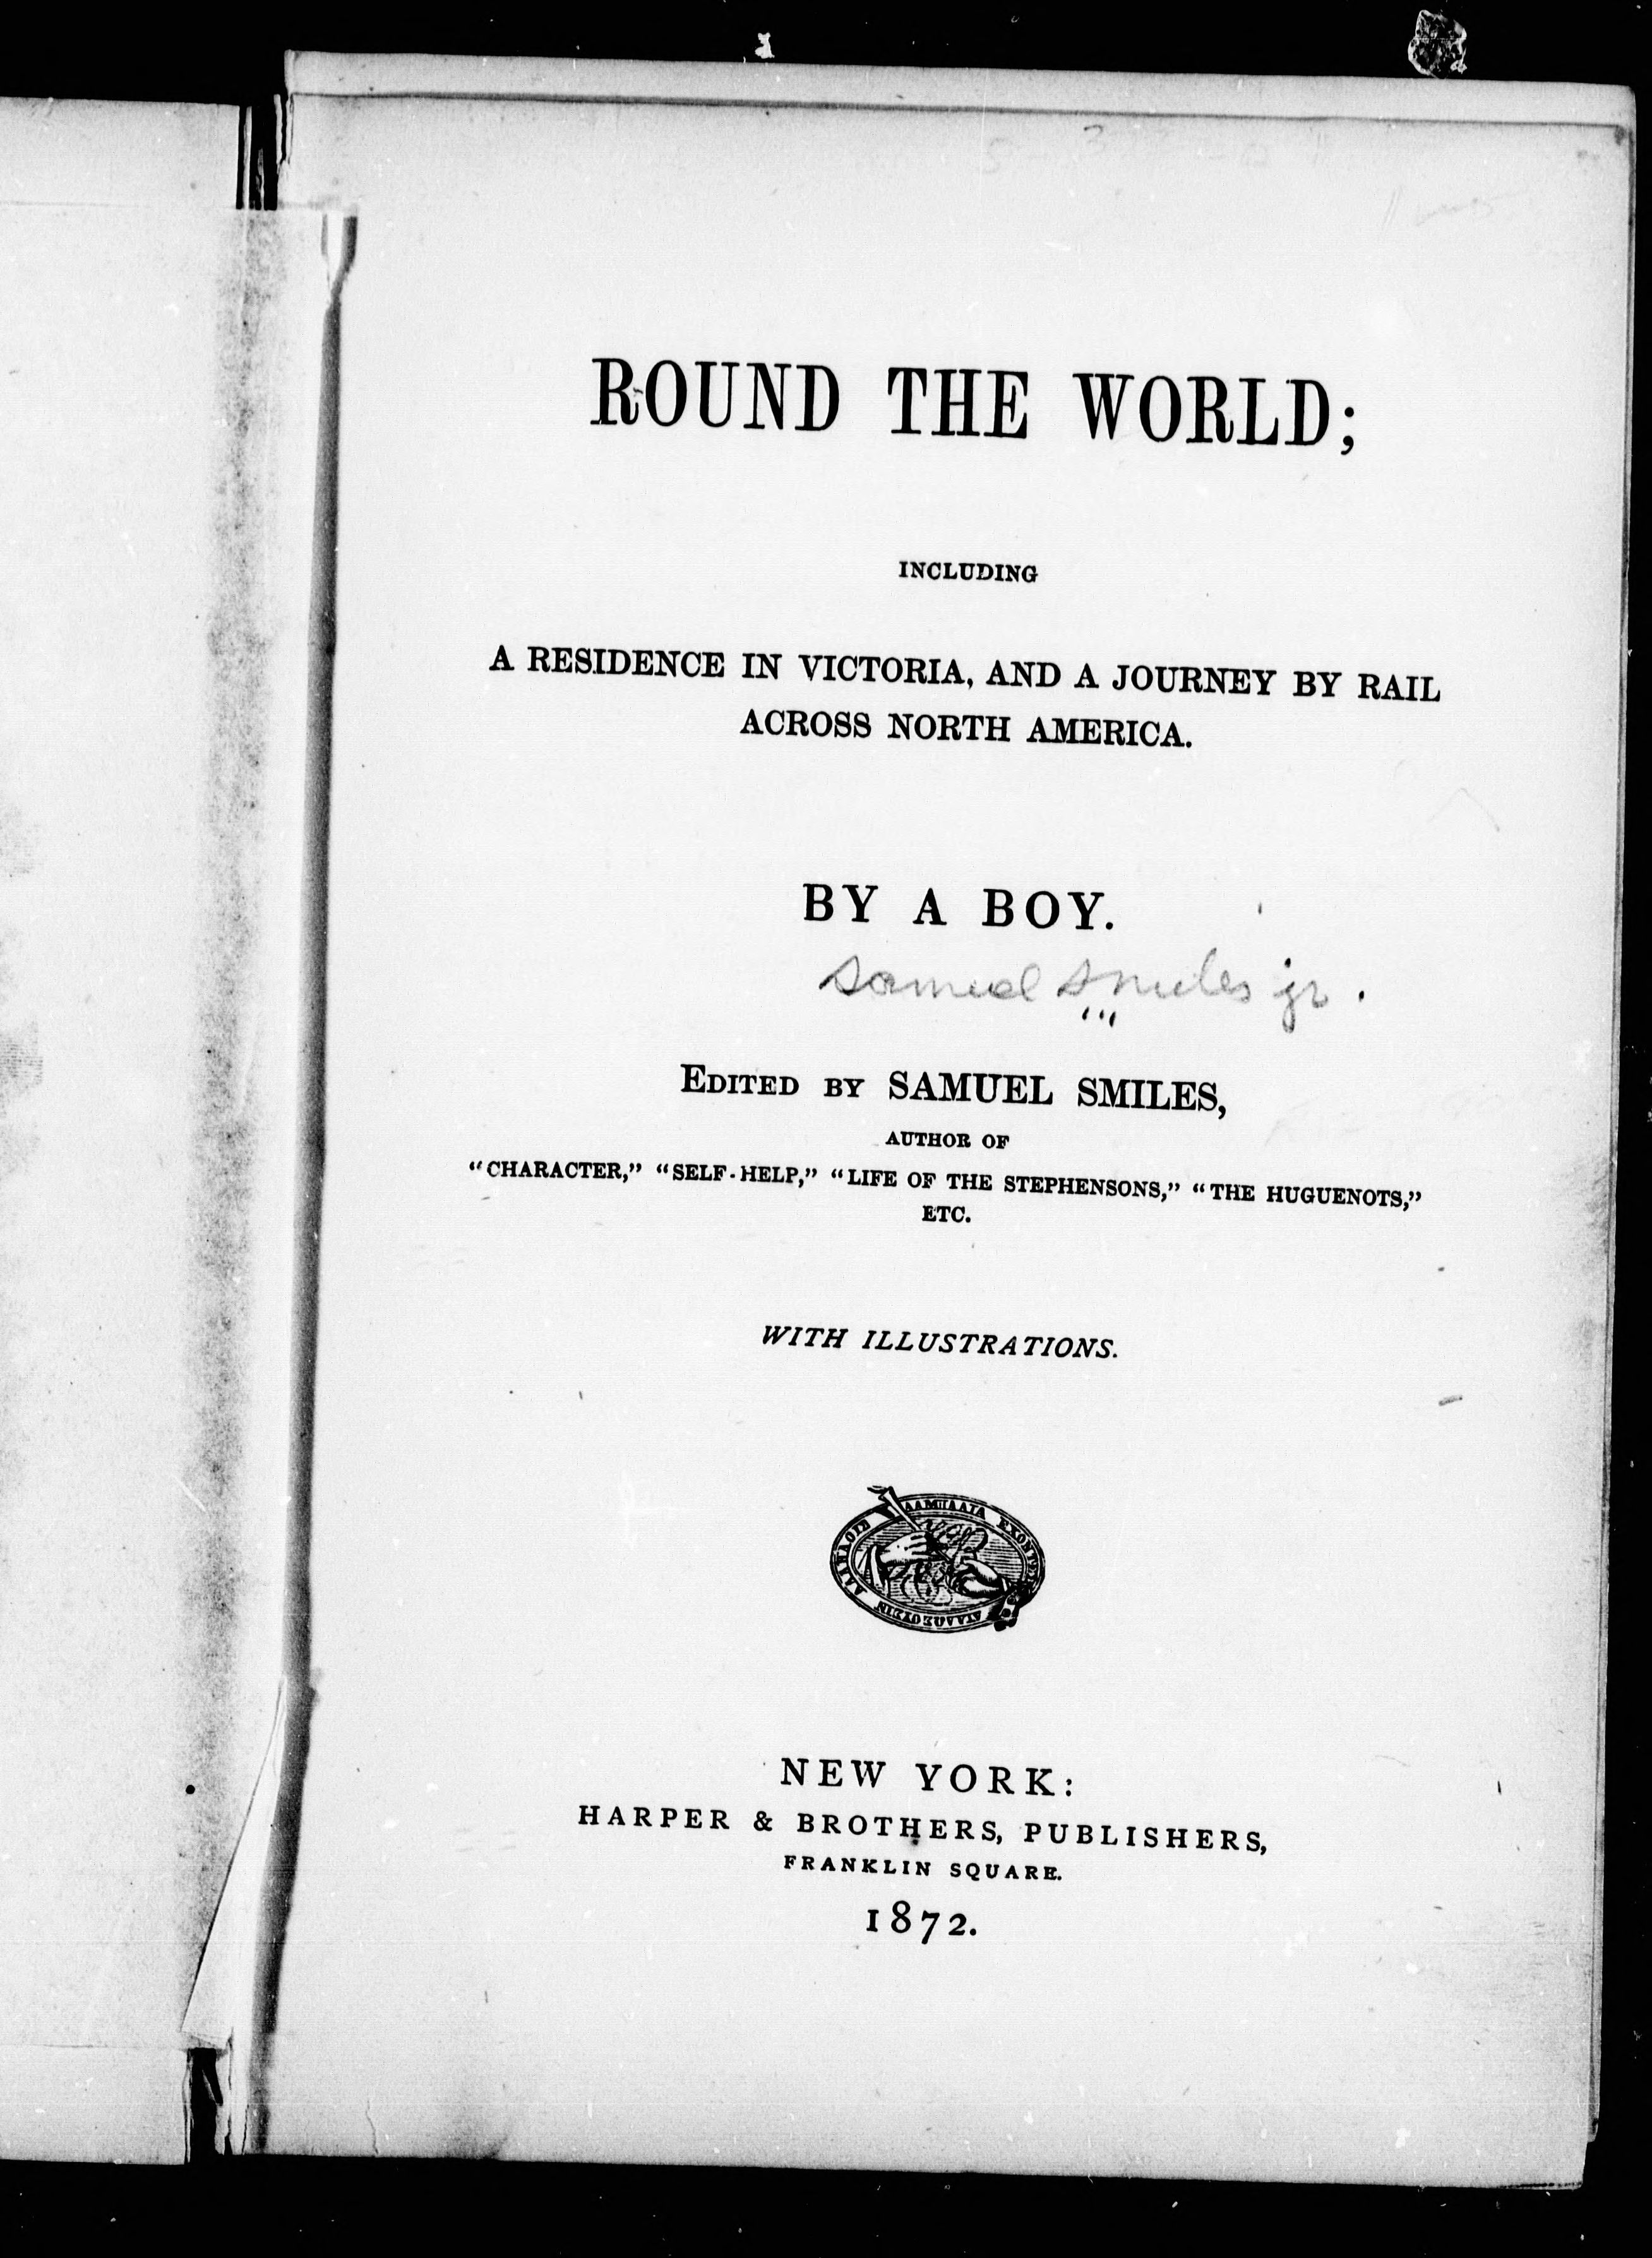 ROUND THE WORLD;
INCLUDING
A RESIDENCE IN VICTORIA, AND A JOURNEY BY RAIL
ACROSS NORTH AMERICA.
BY A BOY.
Samuel Smiles jr.
EDITED BY SAMUEL SMILES,
AUTHOR OF
"CHARACTER," "SELF-HELP," "LIFE OF THE STEPHENSONS," "THE HUGUENOTS,"
ETC.
WITH ILLUSTRATIONS.
NEW YORK:
HARPER & BROTHERS, PUBLISHERS,
FRANKLIN SQUARE.
1872.